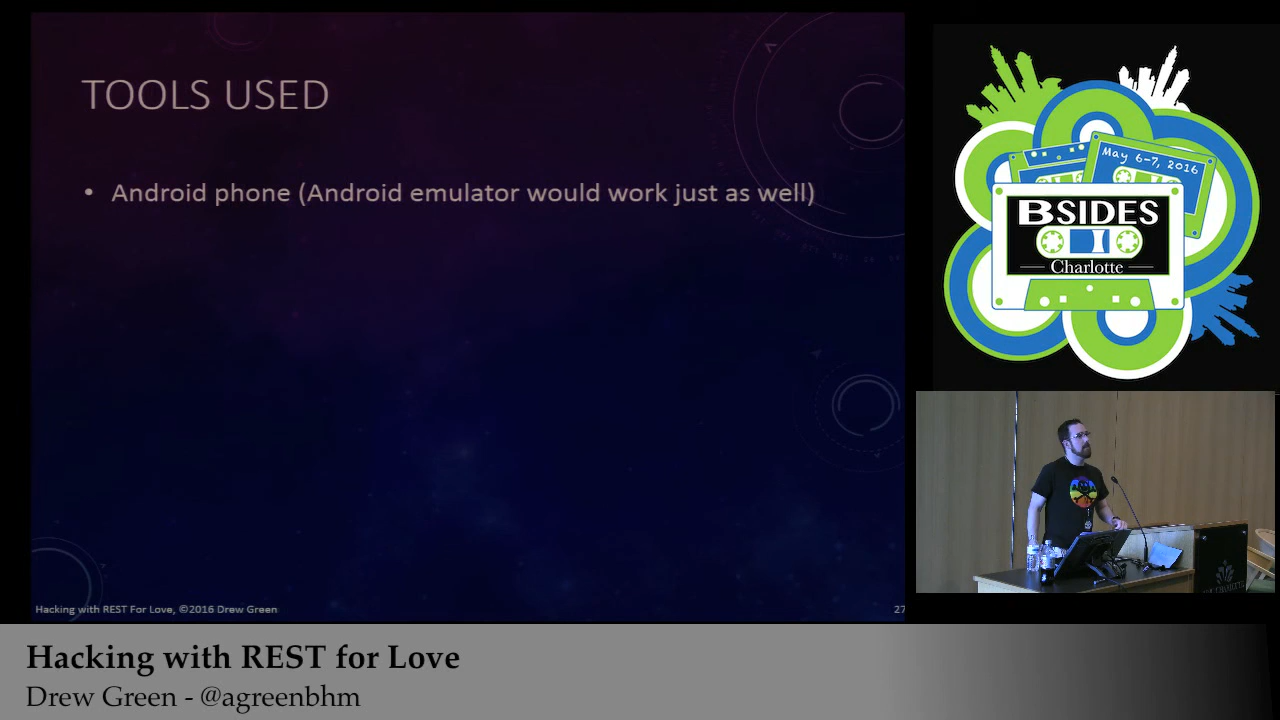 TOOLS USED
• Android phone (Android emulator would work just as well)
Hacking with REST For Love, ©2016 Drew Green
27
May 6-7, 2016
BSIDES
Charlotte
Hacking with REST for Love
Drew Green - @agreenbhm